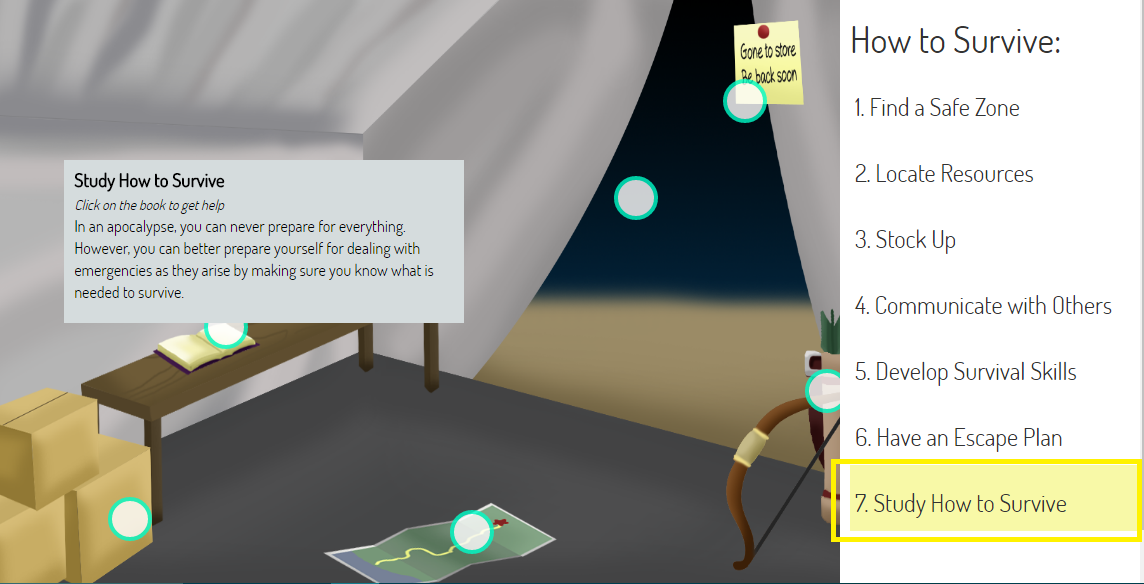 Gone to store
Be back soon
Study How to Survive
Click on the book to get help
In an apocalypse, you can never prepare for everything.
However, you can better prepare yourself for dealing with
emergencies as they arise by making sure you know what is
needed to survive.
How to Survive:
1. Find a Safe Zone
2. Locate Resources
3. Stock Up
4. Communicate with Others
5. Develop Survival Skills
6. Have an Escape Plan
7. Study How to Survive